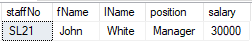 staffNo fName lName position salary
SL21 John White Manager 30000